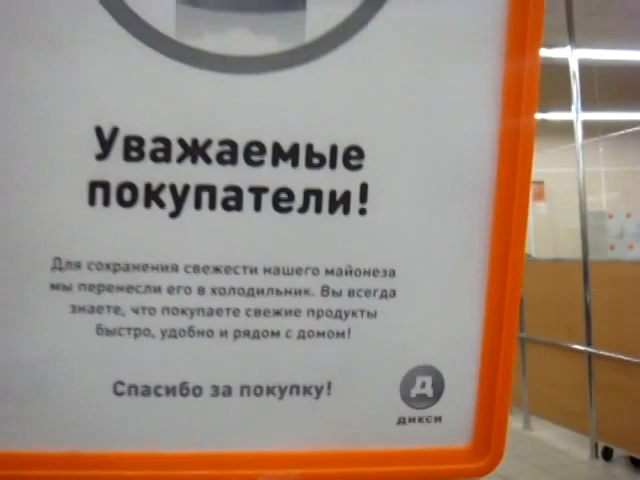 Уважаемые
покупатели!
Для сохранения свежести нашего майонеза
мы перенесли его в холодильник. Вы всегда
знаете, что покупаете свежие продукты
быстро, удобно и рядом с домом!
Спасибо за покупку!
Д
ДИКСИ